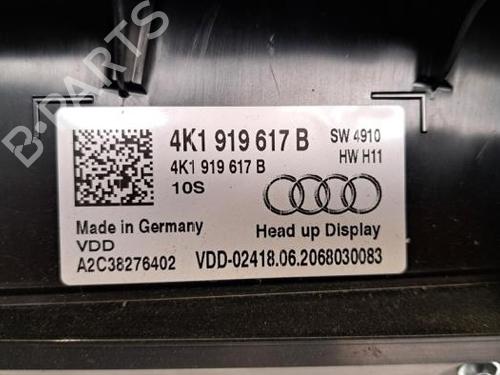 B-PARTS
4K1 919 617 B SW 4910
4K1 919 617 B HW H11
10S
Made in Germany Head up Display
VDD
A2C38276402 VDD-02418.06.2068030083